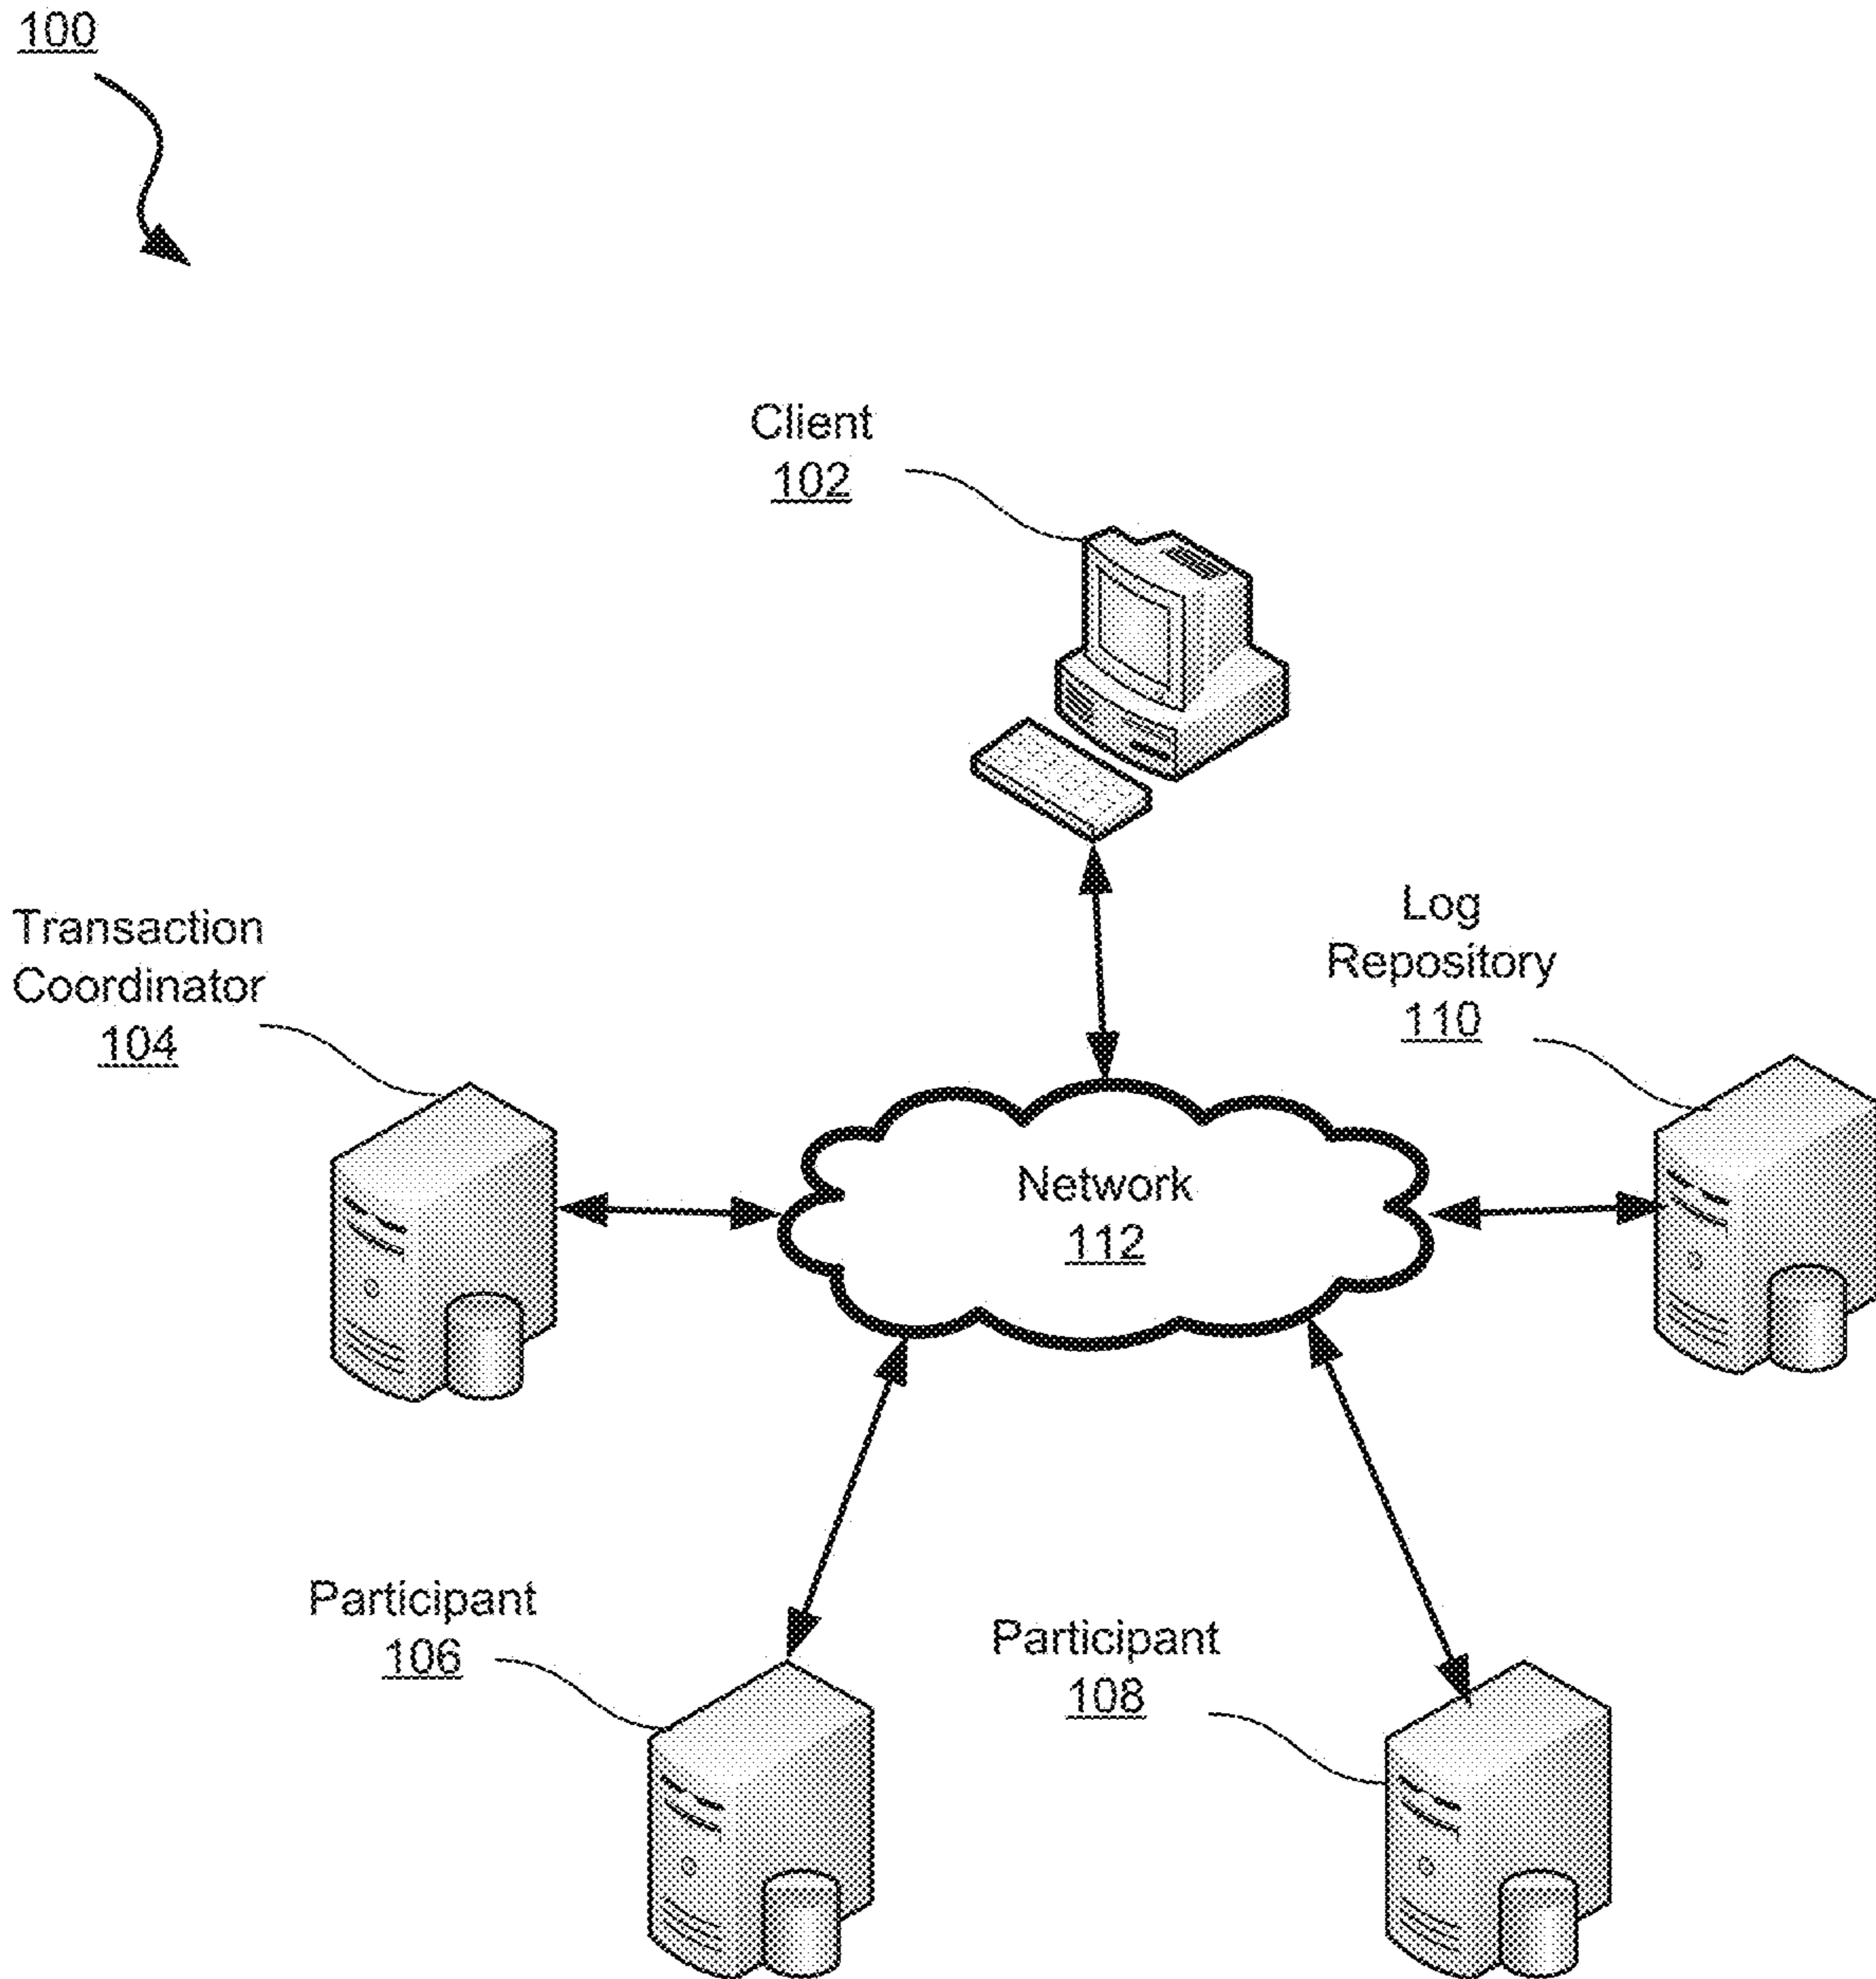 100
Client
102
Transaction
Coordinator
104
Log
Repository
110
Network
112
Participant
106
Participant
108